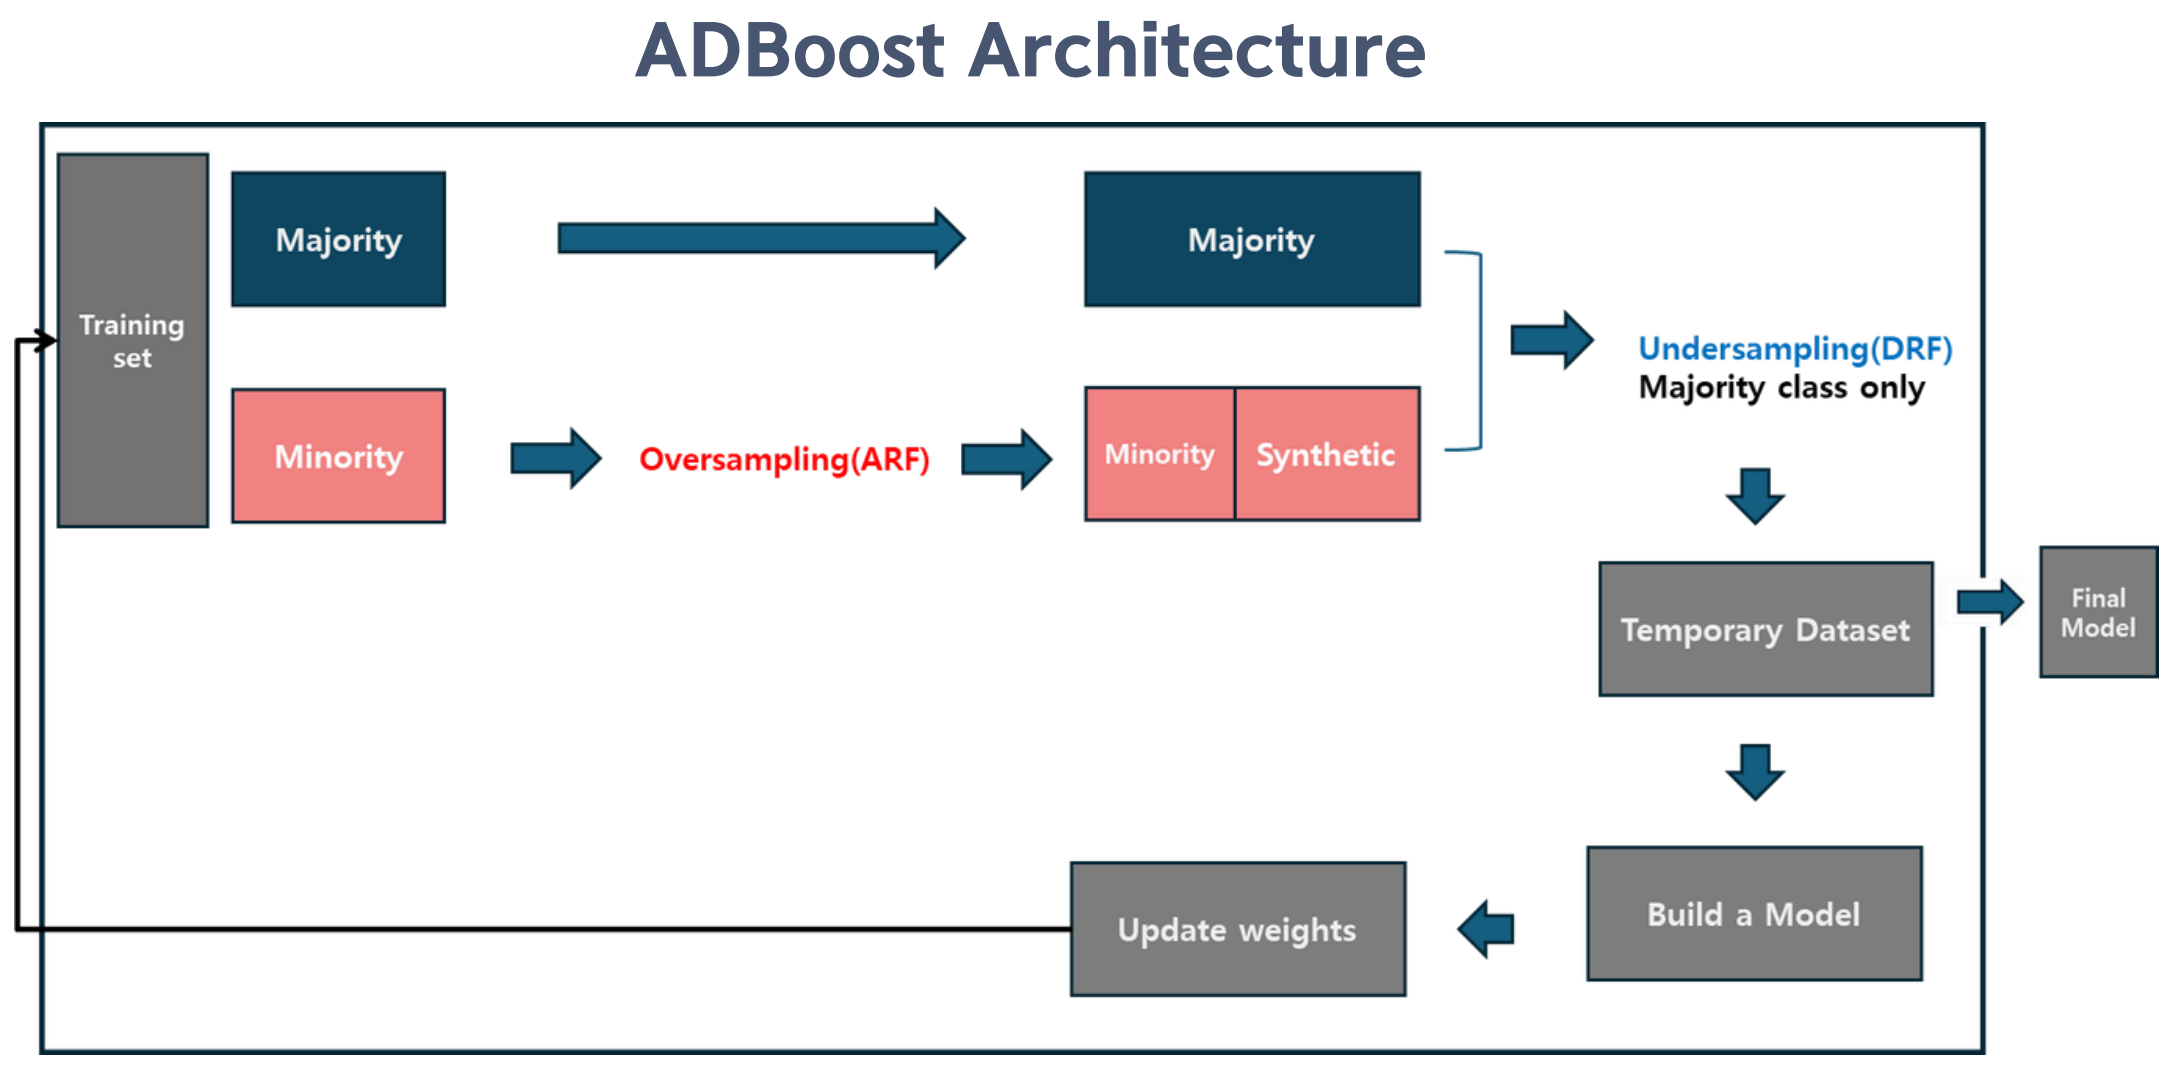 ADBoost Architecture
Training
set
Majority
Majority
Minority
Oversampling(ARF)
Minority
Synthetic
Undersampling(DRF)
Majority class only
Temporary Dataset
Final
Model
Build a Model
Update weights